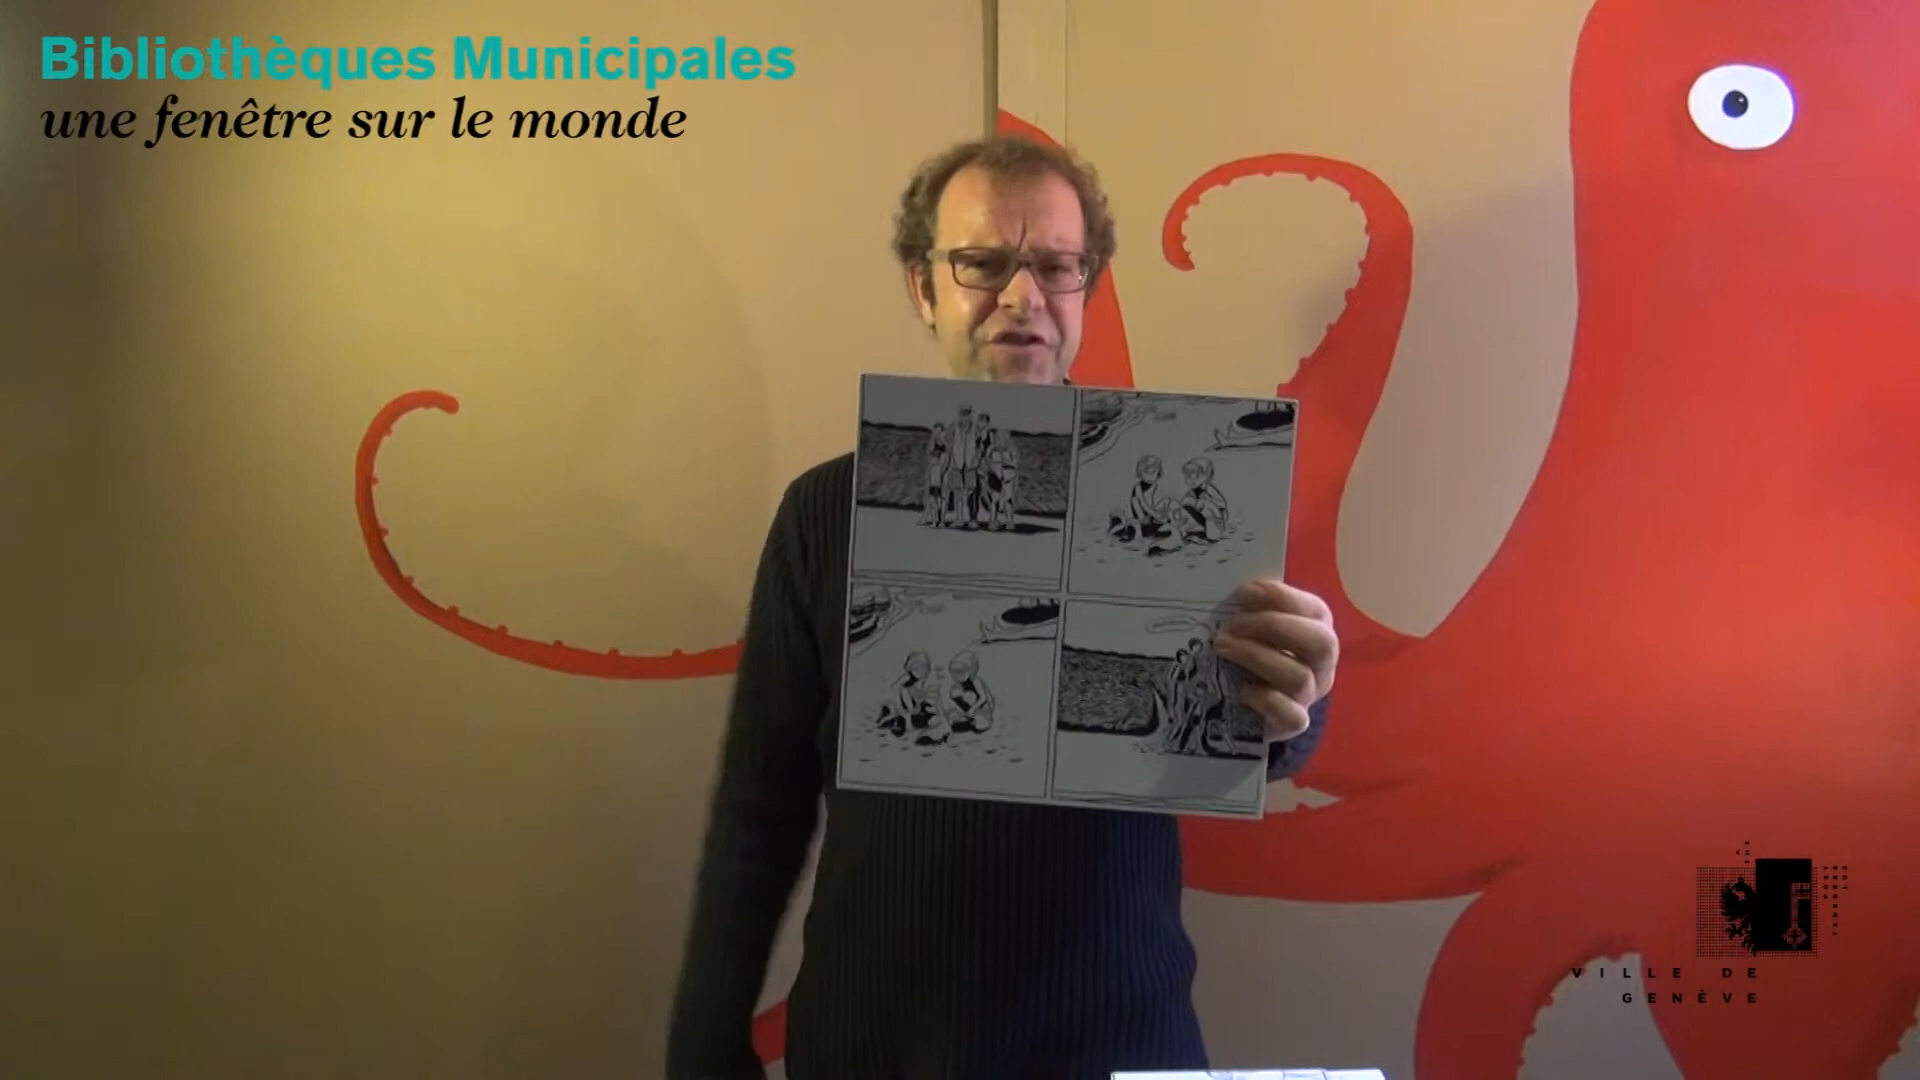 Bibliothèques Municipales
une fenêtre sur le monde
VILLE DE
GENÈVE